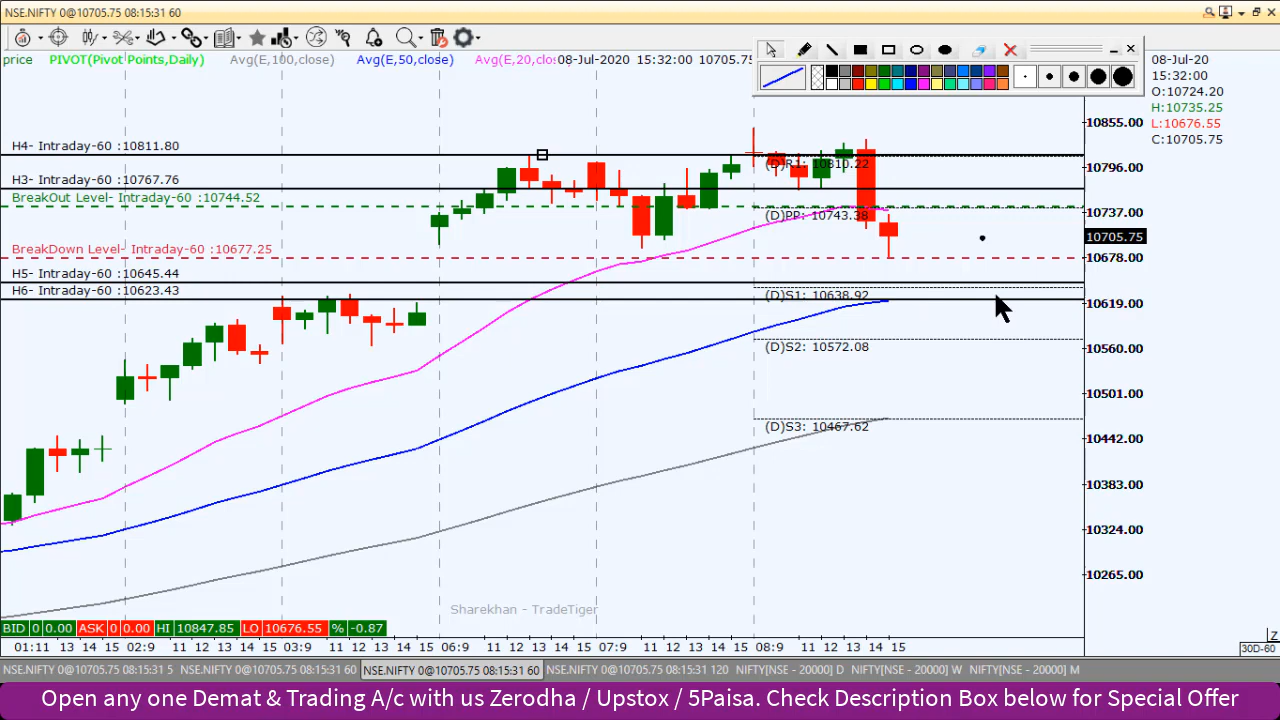 NSE.NIFTY 0@10705.75 08:15:31 60
price PIVOT(Pivot Points,Daily) Avg(E,100,close) Avg(E,50,close) Avg(E,20,clos 08-Jul-2020 15:32:00 10705.75
08-Jul-20
15:32:00
O:10724.20
H:10735.25
L:10676.55
C:10705.75
10855.00
10796.00
10737.00
10705.75
10678.00
10619.00
10560.00
10501.00
10442.00
10383.00
10324.00
10265.00
H4- Intraday-60 :10811.80
(D)R1: 10810.22
H3- Intraday-60 :10767.76
BreakOut Level- Intraday-60 :10744.52
(D)PP: 10743.38
BreakDown Level- Intraday-60 :10677.25
H5- Intraday-60 :10645.44
H6- Intraday-60 :10623.43
(D)S1: 10638.92
(D)S2: 10572.08
(D)S3: 10467.62
Sharekhan - TradeTiger
BID 0 0.00 ASK 0 0.00 HI 10847.85 LO 10676.55 % -0.87
01:11 13 14 15 02:9 11 12 13 14 15 03:9 11 12 13 14 15 06:9 11 12 13 14 15 07:9 11 12 13 14 15 08:9 11 12 13 14 15
Z
30D-60
NSE.NIFTY 0@10705.75 08:15:31 5 NSE.NIFTY 0@10705.75 08:15:31 60 NSE.NIFTY 0@10705.75 08:15:31 60 NSE.NIFTY 0@10705.75 08:15:31 120 NIFTY[NSE - 20000] D NIFTY[NSE - 20000] W NIFTY[NSE - 20000] M
Open any one Demat & Trading A/c with us Zerodha / Upstox / 5Paisa. Check Description Box below for Special Offer